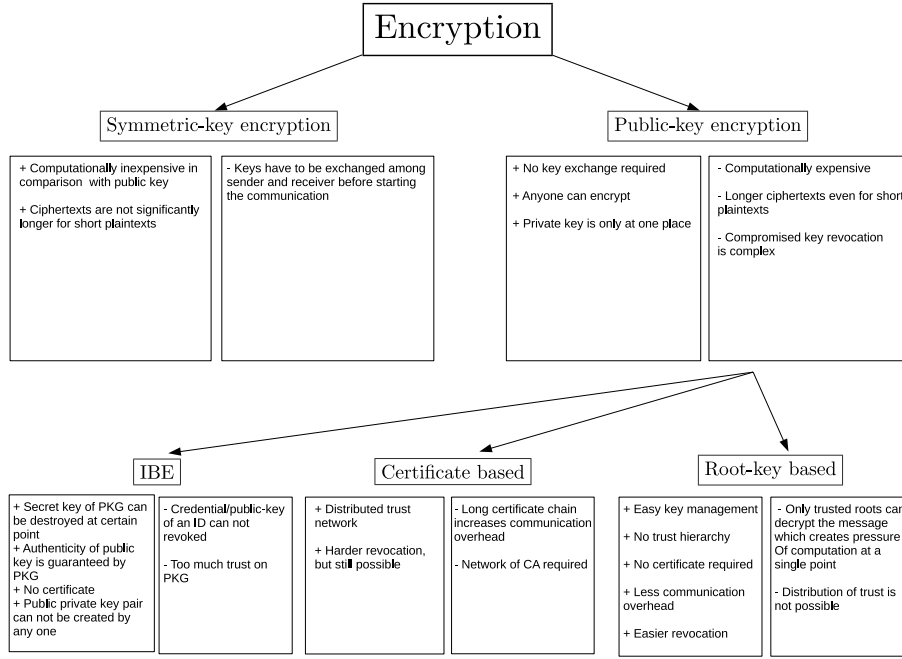 Encryption
Symmetric-key encryption
Public-key encryption
+ Computationally inexpensive in
comparison with public key
+ Ciphertexts are not significantly
longer for short plaintexts
- Keys have to be exchanged among
sender and receiver before starting
the communication
+ No key exchange required
+ Anyone can encrypt
+ Private key is only at one place
- Computationally expensive
- Longer ciphertexts even for short
plaintexts
- Compromised key revocation
is complex
IBE
Certificate based
Root-key based
+ Secret key of PKG can
be destroyed at certain
point
+ Authenticity of public
key is guaranteed by
PKG
+ No certificate
+ Public private key pair
can not be created by
any one
- Credential/public-key
of an ID can not
revoked
- Too much trust on
PKG
+ Distributed trust
network
+ Harder revocation,
but still possible
- Long certificate chain
increases communication
overhead
- Network of CA required
+ Easy key management
+ No trust hierarchy
+ No certificate required
+ Less communication
overhead
+ Easier revocation
- Only trusted roots can
decrypt the message
which creates pressure
Of computation at a
single point
- Distribution of trust is
not possible